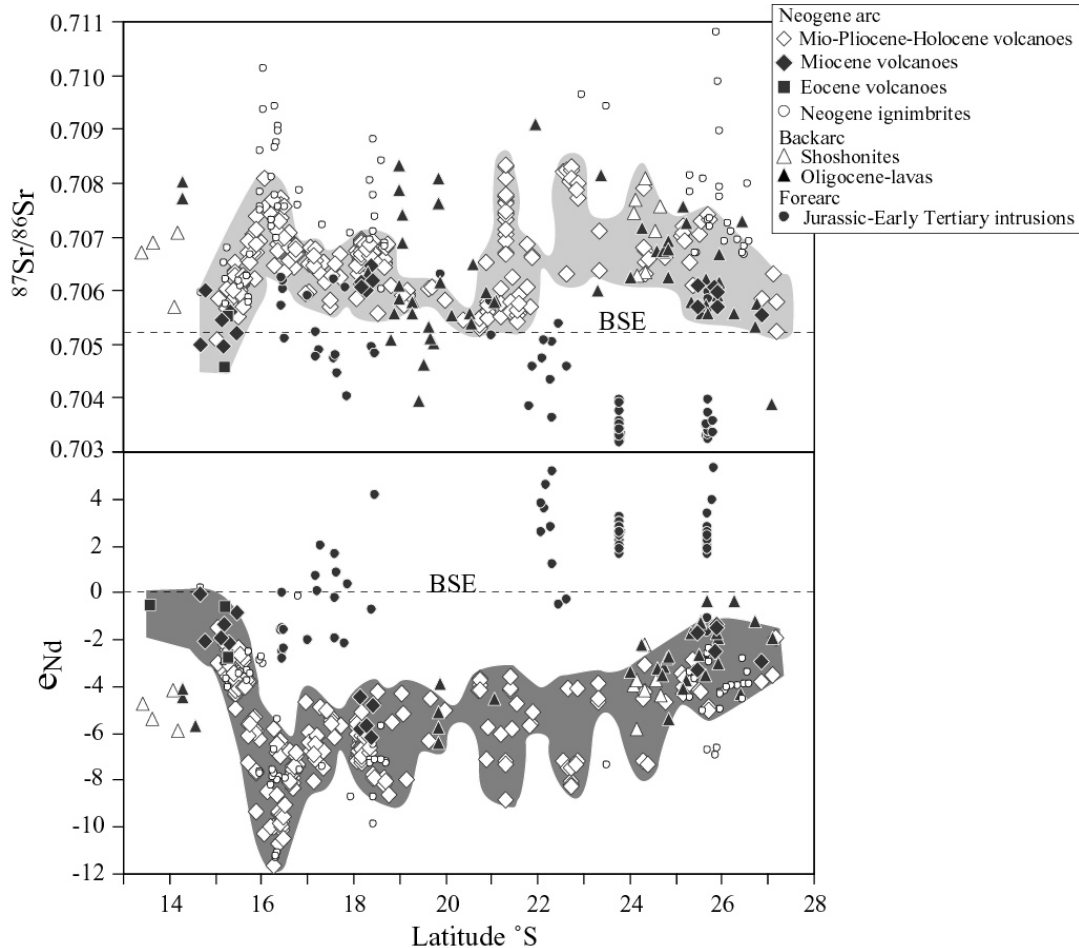 0.711
0.710
0.709
0.708
0.707
0.706
0.705
0.704
0.703
87Sr/86Sr
BSE
Neogene arc
Mio-Pliocene-Holocene volcanoes
Miocene volcanoes
Eocene volcanoes
Neogene ignimbrites
Backarc
Shoshonites
Oligocene-lavas
Forearc
Jurassic-Early Tertiary intrusions
4
2
0
-2
-4
-6
-8
-10
-12
eNd
BSE
14 16 18 20 22 24 26 28
Latitude °S